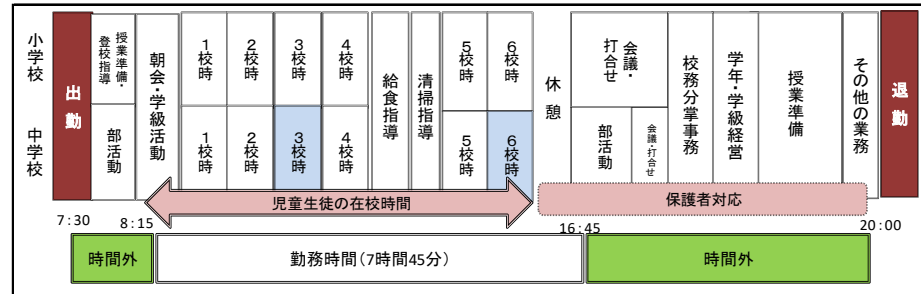 小学校
中学校
出勤
授業準備・登校指導
部活動
朝会・学級活動
1校時
2校時
3校時
4校時
1校時
2校時
3校時
4校時
給食指導
清掃指導
5校時
6校時
5校時
6校時
休憩
会議・打合せ
部活動
会議・打合せ
校務分掌事務
学年・学級経営
授業準備
その他の業務
退勤
児童生徒の在校時間
保護者対応
7:30
8:15
16:45
20:00
時間外
勤務時間(7時間45分)
時間外